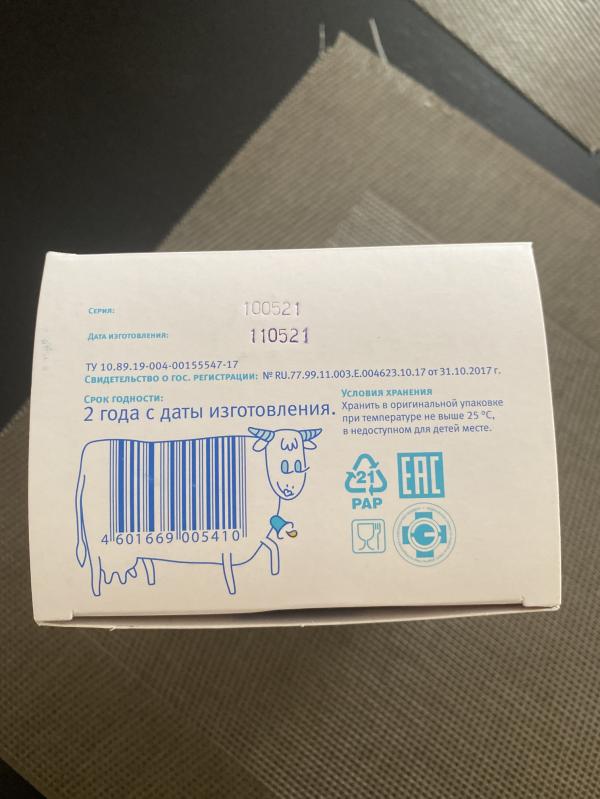 Серия: 100521
Дата изготовления: 110521
ТУ 10.89.19-004-00155547-17
Свидетельство о гос. регистрации: № RU.77.99.11.003.Е.004623.10.17 от 31.10.2017 г.
Срок годности:
2 года с даты изготовления.
Условия хранения
Хранить в оригинальной упаковке
при температуре не выше 25 °С,
в недоступном для детей месте.
4 601669 005410
21
PAP
EAC